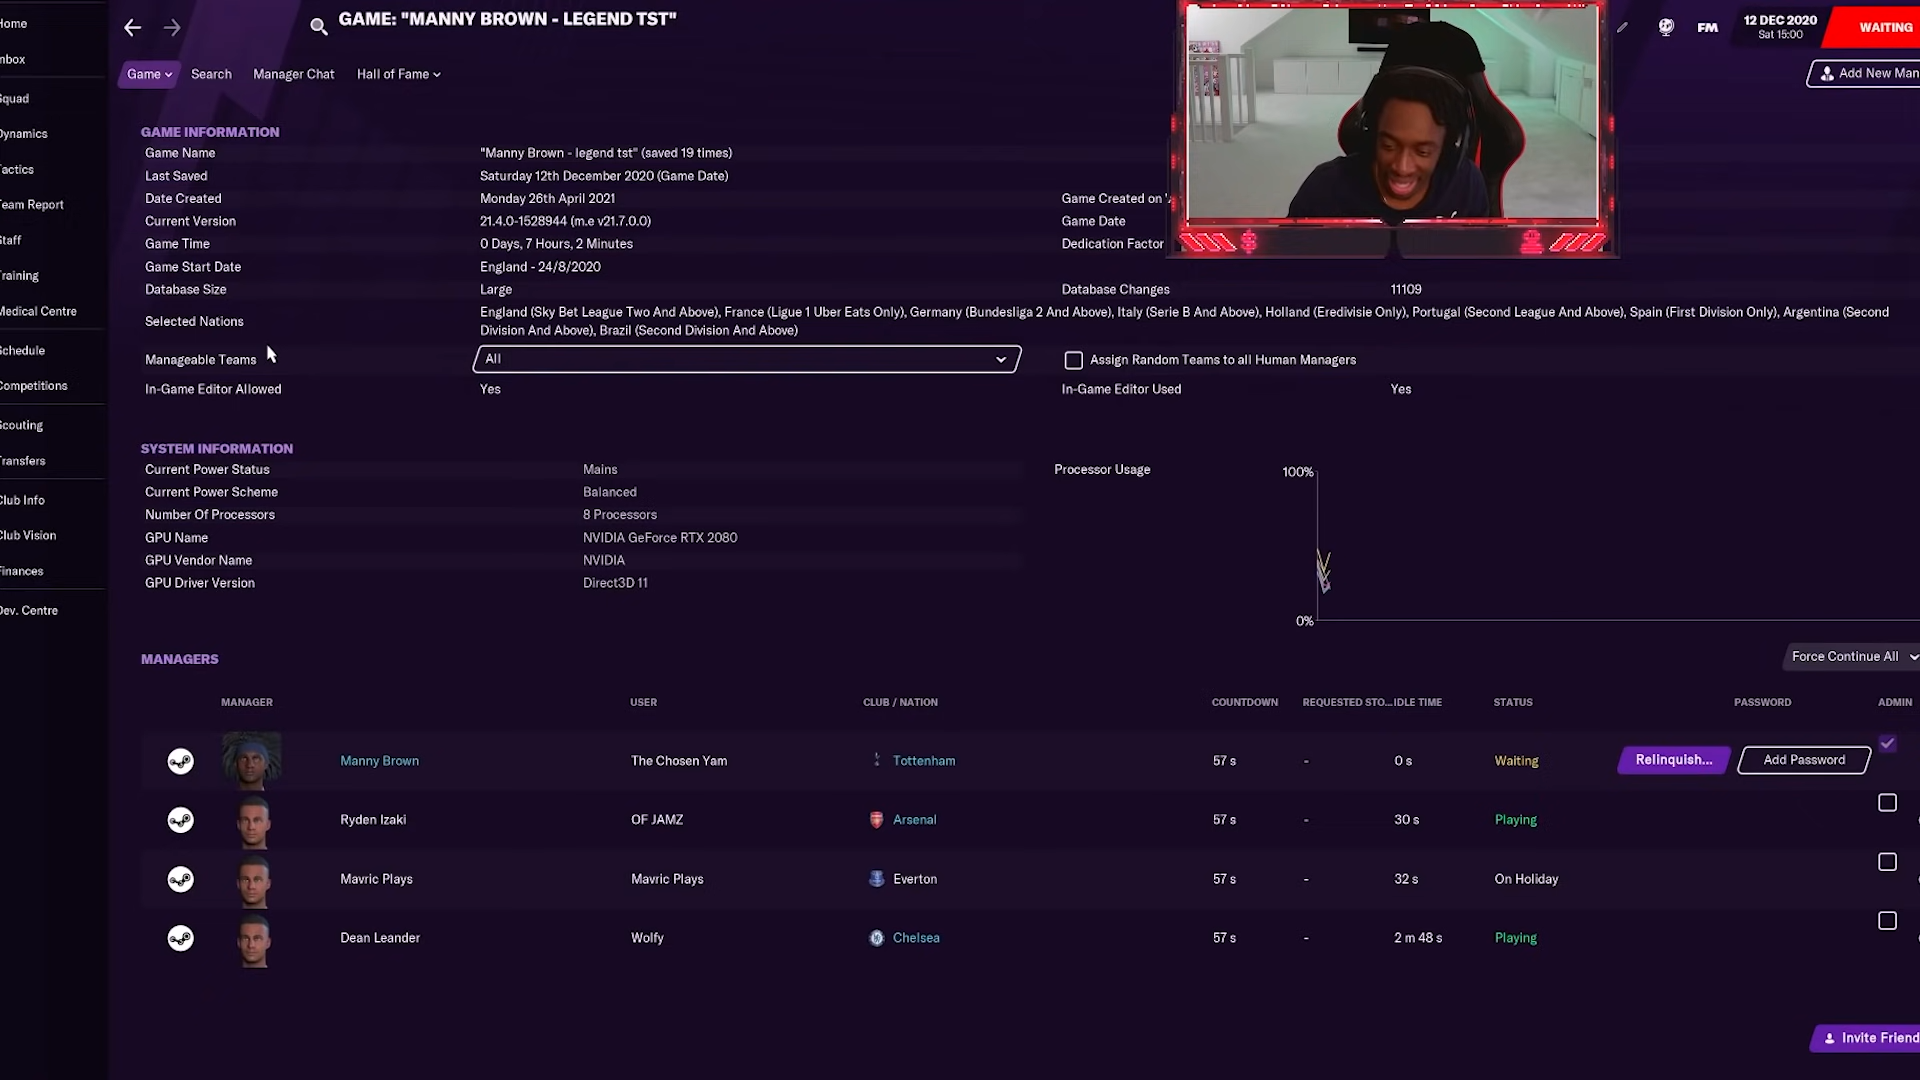 GAME: "MANNY BROWN - LEGEND TST"
FM
12 DEC 2020
Sat 15:00
WAITING
Game
Search
Manager Chat
Hall of Fame
Add New Man
Home
Inbox
Squad
Dynamics
Tactics
Team Report
Staff
Training
Medical Centre
Schedule
Competitions
Scouting
Transfers
Club Info
Club Vision
Finances
Dev. Centre
GAME INFORMATION
Game Name "Manny Brown - legend tst" (saved 19 times)
Last Saved Saturday 12th December 2020 (Game Date)
Date Created Monday 26th April 2021 Game Created on
Current Version 21.4.0-1528944 (m.e v21.7.0.0) Game Date
Game Time 0 Days, 7 Hours, 2 Minutes Dedication Factor
Game Start Date England - 24/8/2020
Database Size Large Database Changes 11109
Selected Nations England (Sky Bet League Two And Above), France (Ligue 1 Uber Eats Only), Germany (Bundesliga 2 And Above), Italy (Serie B And Above), Holland (Eredivisie Only), Portugal (Second League And Above), Spain (First Division Only), Argentina (Second
Division And Above), Brazil (Second Division And Above)
Manageable Teams All Assign Random Teams to all Human Managers
In-Game Editor Allowed Yes In-Game Editor Used Yes
SYSTEM INFORMATION
Current Power Status Mains Processor Usage 100%
Current Power Scheme Balanced
Number Of Processors 8 Processors
GPU Name NVIDIA GeForce RTX 2080
GPU Vendor Name NVIDIA
GPU Driver Version Direct3D 11
0%
MANAGERS
Force Continue All
MANAGER USER CLUB / NATION COUNTDOWN REQUESTED STO... IDLE TIME STATUS PASSWORD ADMIN
Manny Brown The Chosen Yam Tottenham 57 s - 0 s Waiting Relinquish... Add Password
Ryden Izaki OF JAMZ Arsenal 57 s - 30 s Playing
Mavric Plays Mavric Plays Everton 57 s - 32 s On Holiday
Dean Leander Wolfy Chelsea 57 s - 2 m 48 s Playing
Invite Friend